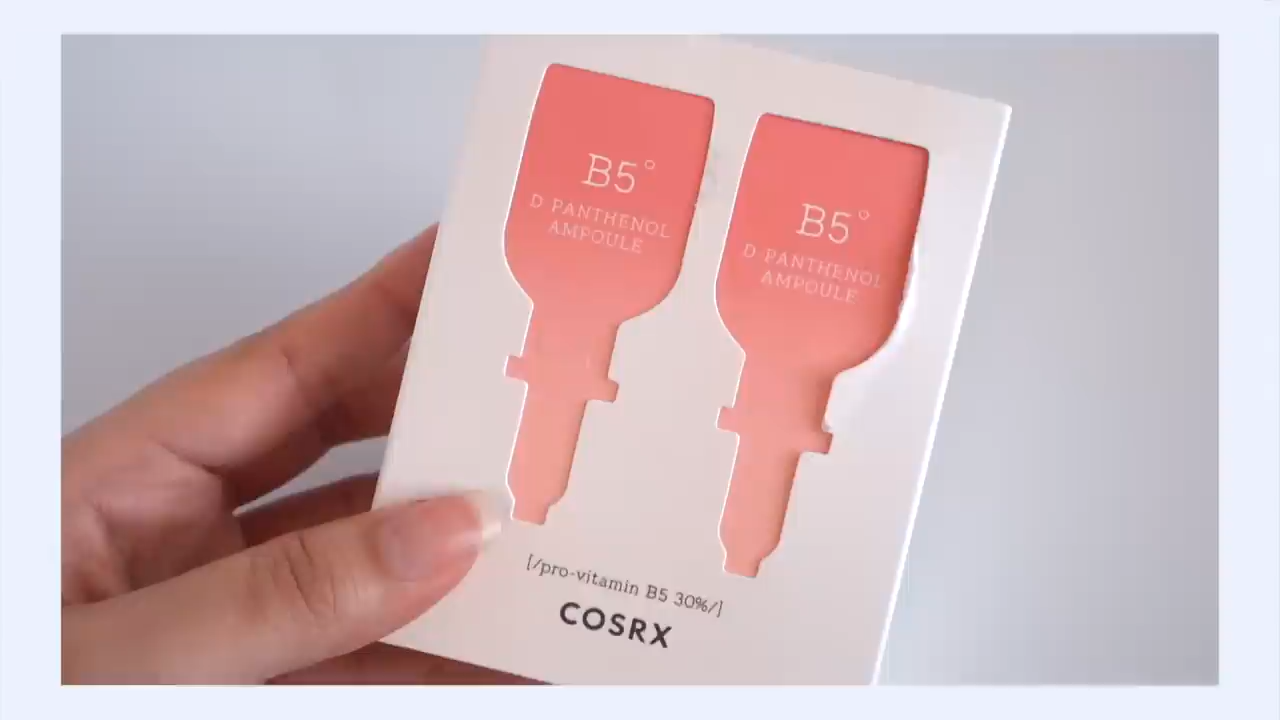 B5°
D PANTHENOL
AMPOULE
B5°
D PANTHENOL
AMPOULE
[/pro-vitamin B5 30%/]
COSRX